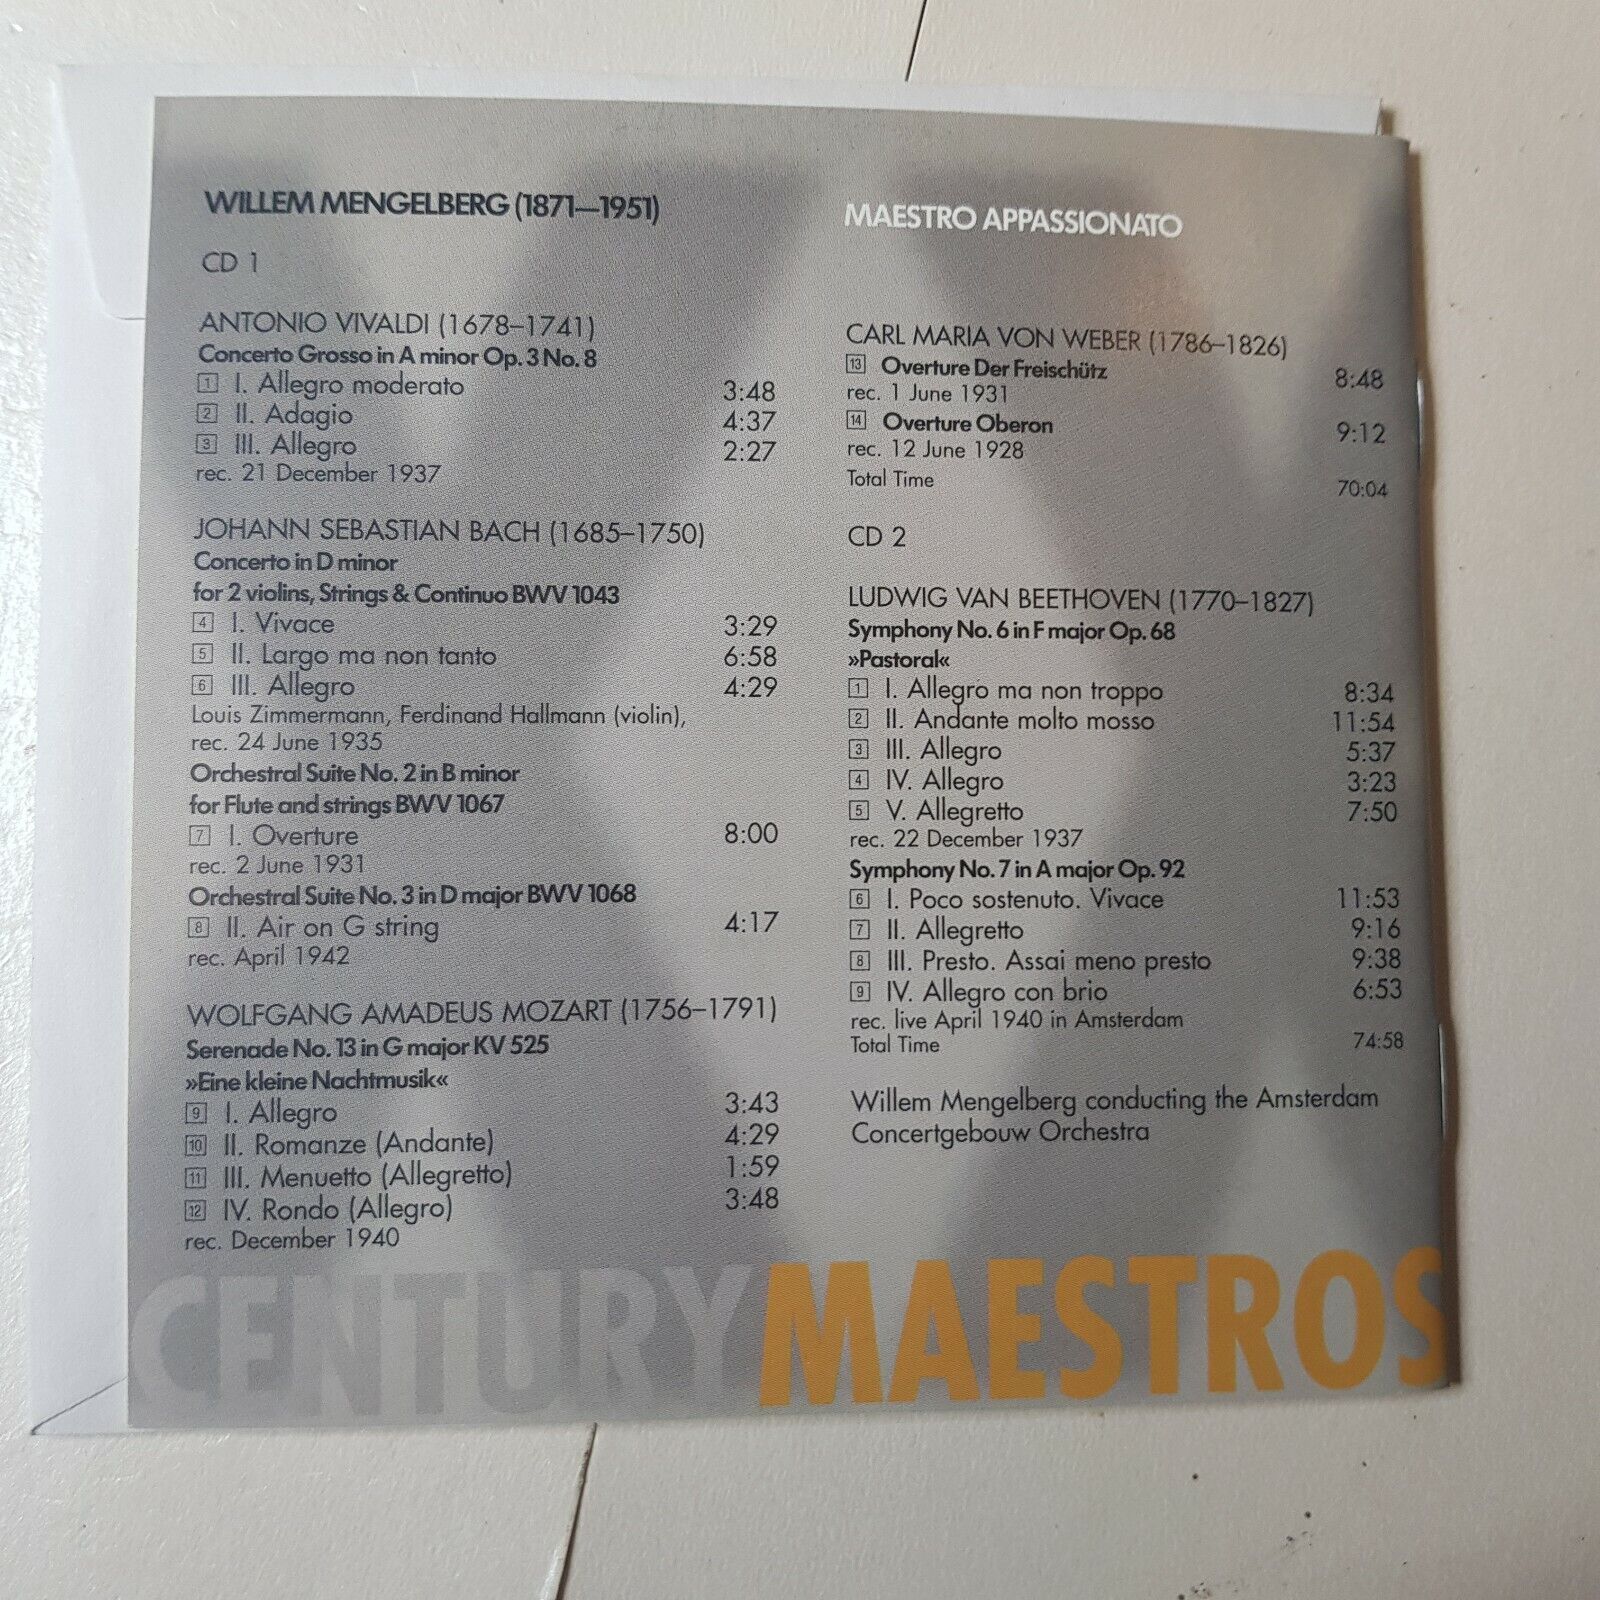 WILLEM MENGELBERG (1871—1951)
CD 1
ANTONIO VIVALDI (1678–1741)
Concerto Grosso in A minor Op. 3 No. 8
1 I. Allegro moderato 3:48
2 II. Adagio 4:37
3 III. Allegro 2:27
rec. 21 December 1937
JOHANN SEBASTIAN BACH (1685–1750)
Concerto in D minor
for 2 violins, Strings & Continuo BWV 1043
4 I. Vivace 3:29
5 II. Largo ma non tanto 6:58
6 III. Allegro 4:29
Louis Zimmermann, Ferdinand Hallmann (violin),
rec. 24 June 1935
Orchestral Suite No. 2 in B minor
for Flute and strings BWV 1067
7 I. Overture 8:00
rec. 2 June 1931
Orchestral Suite No. 3 in D major BWV 1068
8 II. Air on G string 4:17
rec. April 1942
WOLFGANG AMADEUS MOZART (1756–1791)
Serenade No. 13 in G major KV 525
»Eine kleine Nachtmusik«
9 I. Allegro 3:43
10 II. Romanze (Andante) 4:29
11 III. Menuetto (Allegretto) 1:59
12 IV. Rondo (Allegro) 3:48
rec. December 1940
MAESTRO APPASSIONATO
CARL MARIA VON WEBER (1786–1826)
13 Overture Der Freischütz 8:48
rec. 1 June 1931
14 Overture Oberon 9:12
rec. 12 June 1928
Total Time 70:04
CD 2
LUDWIG VAN BEETHOVEN (1770–1827)
Symphony No. 6 in F major Op. 68
»Pastoral«
1 I. Allegro ma non troppo 8:34
2 II. Andante molto mosso 11:54
3 III. Allegro 5:37
4 IV. Allegro 3:23
5 V. Allegretto 7:50
rec. 22 December 1937
Symphony No. 7 in A major Op. 92
6 I. Poco sostenuto. Vivace 11:53
7 II. Allegretto 9:16
8 III. Presto. Assai meno presto 9:38
9 IV. Allegro con brio 6:53
rec. live April 1940 in Amsterdam
Total Time 74:58
Willem Mengelberg conducting the Amsterdam
Concertgebouw Orchestra
CENTURYMAESTROS